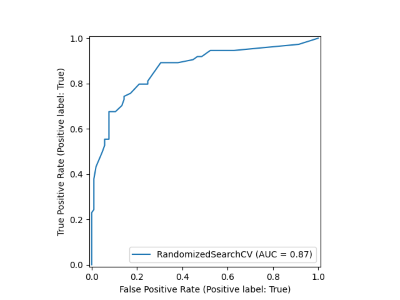 1.0
0.8
0.6
0.4
0.2
0.0
True Positive Rate (Positive label: True)
RandomizedSearchCV (AUC = 0.87)
0.0 0.2 0.4 0.6 0.8 1.0
False Positive Rate (Positive label: True)